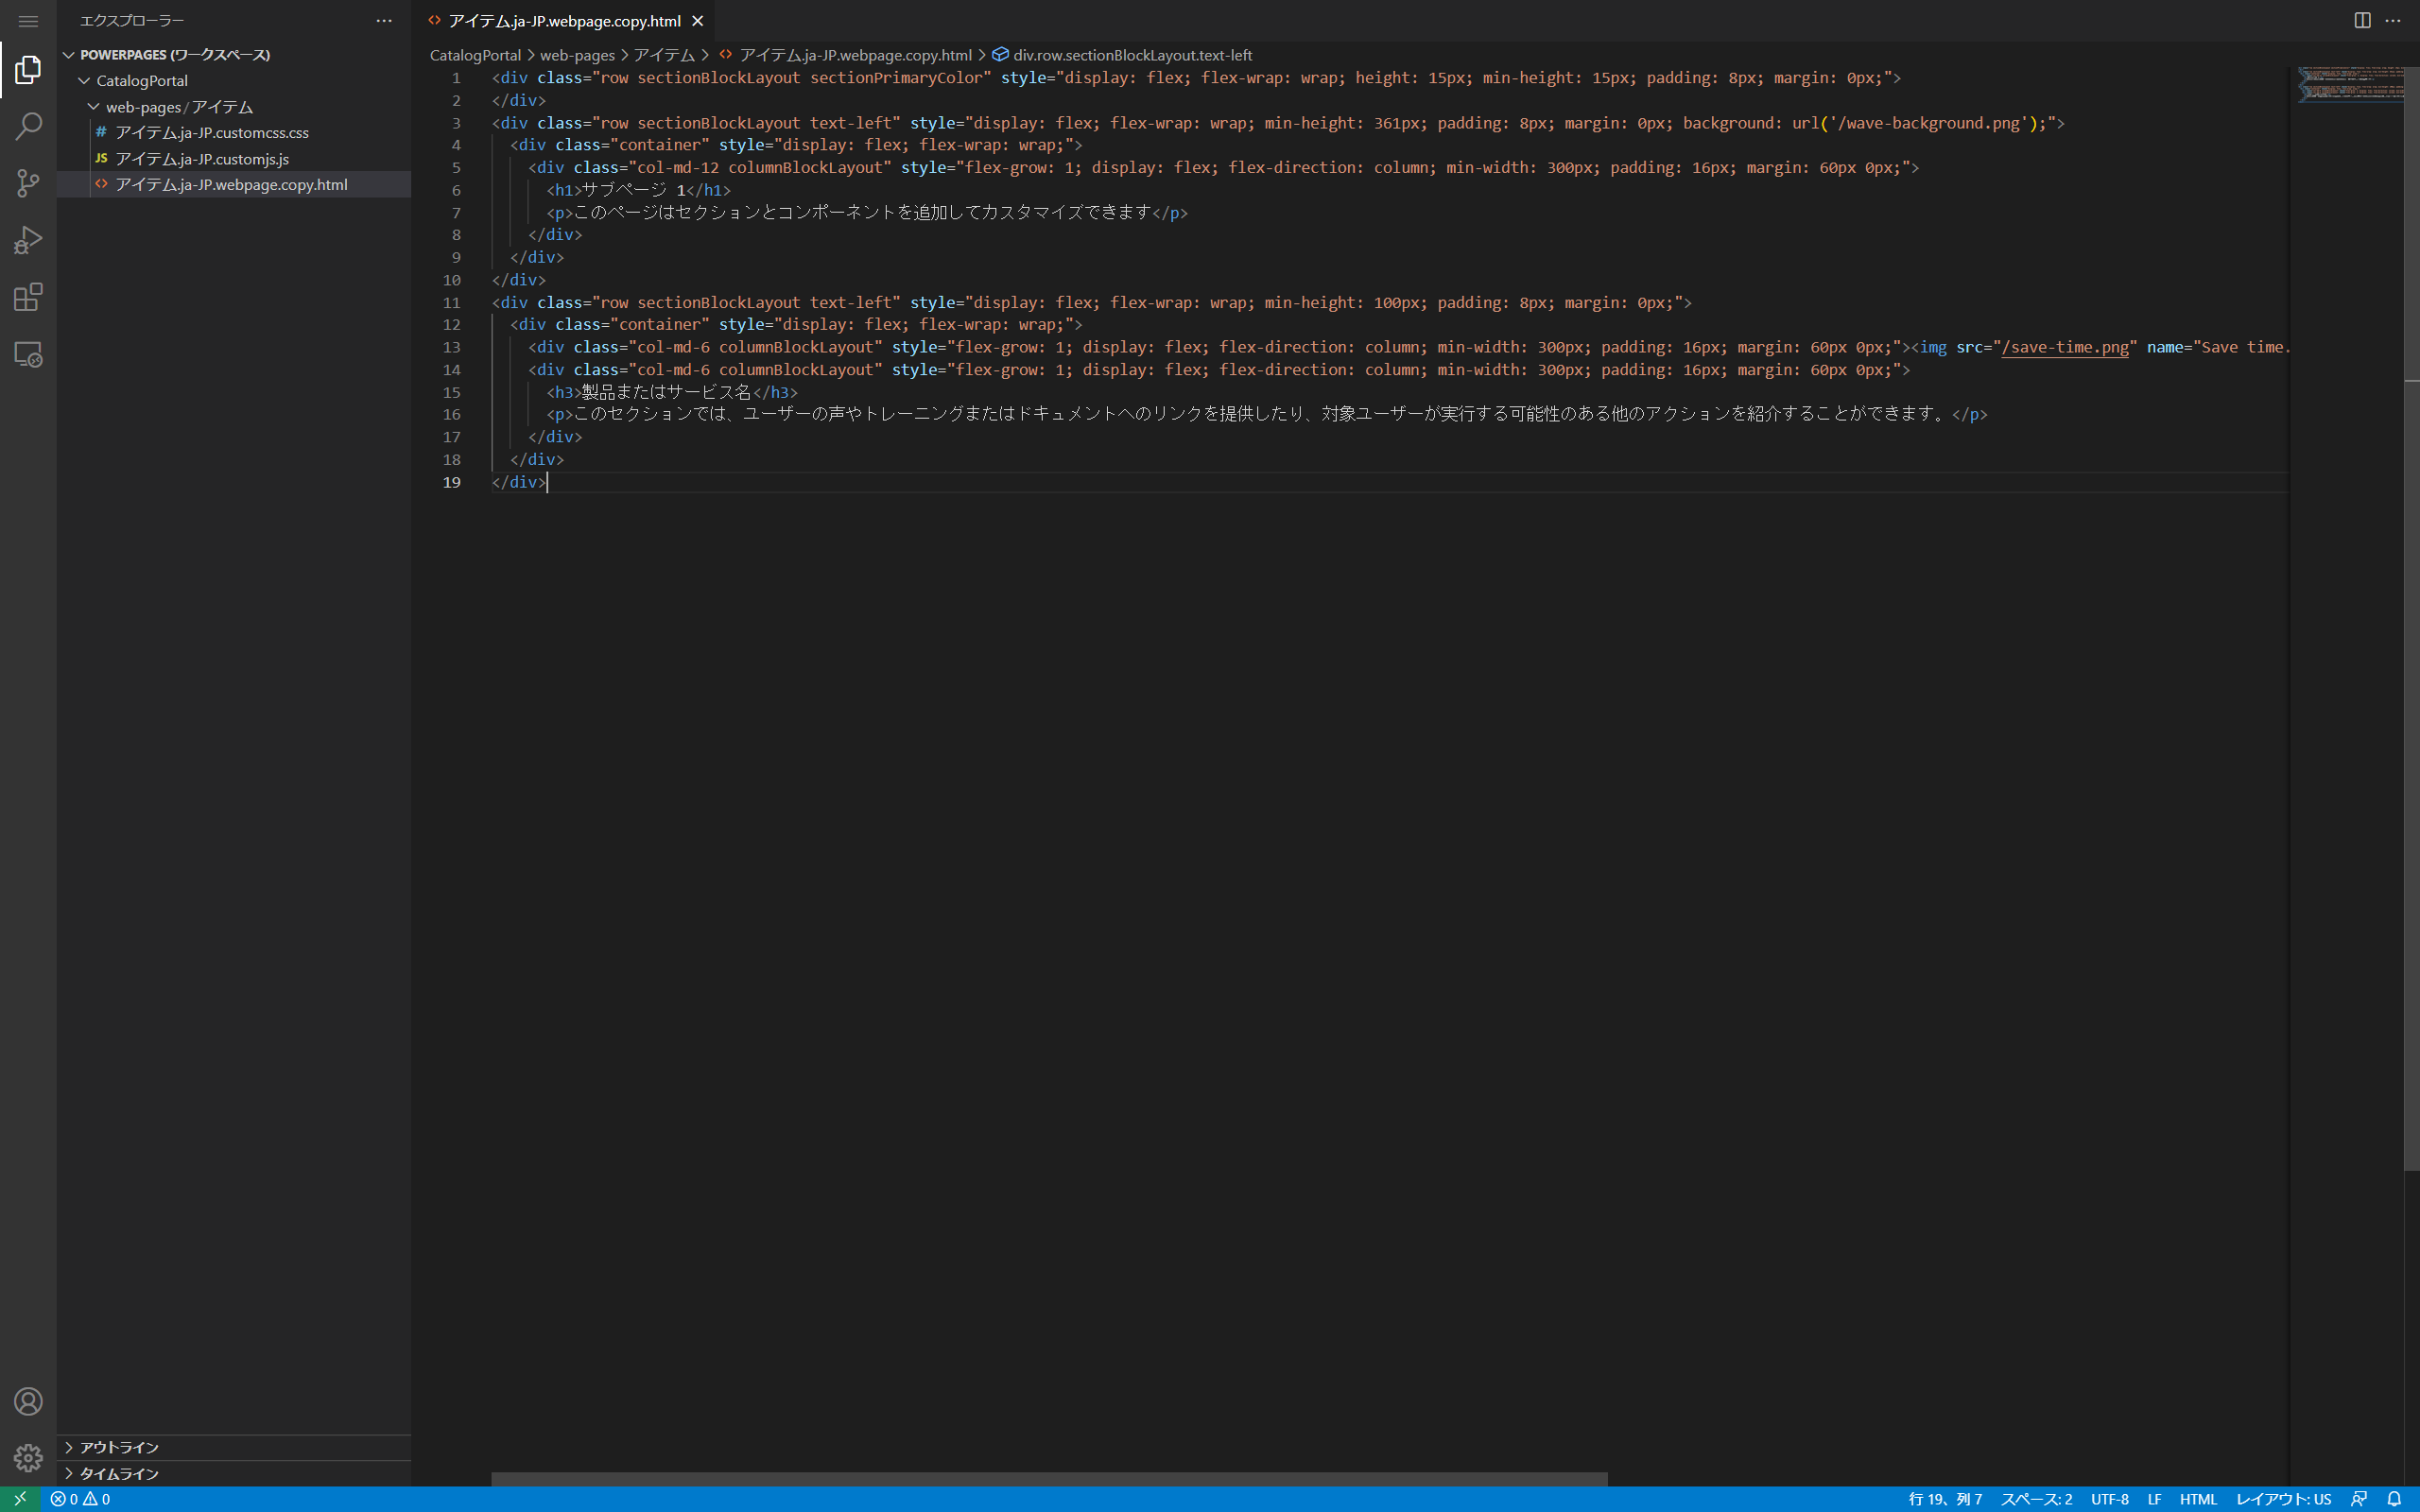 エクスプローラー
POWERPAGES (ワークスペース)
CatalogPortal
web-pages / アイテム
# アイテム.ja-JP.customcss.css
JS アイテム.ja-JP.customjs.js
<> アイテム.ja-JP.webpage.copy.html
アウトライン
タイムライン
<> アイテム.ja-JP.webpage.copy.html
CatalogPortal > web-pages > アイテム > <> アイテム.ja-JP.webpage.copy.html > div.row.sectionBlockLayout.text-left
1 <div class="row sectionBlockLayout sectionPrimaryColor" style="display: flex; flex-wrap: wrap; height: 15px; min-height: 15px; padding: 8px; margin: 0px;">
2 </div>
3 <div class="row sectionBlockLayout text-left" style="display: flex; flex-wrap: wrap; min-height: 361px; padding: 8px; margin: 0px; background: url('/wave-background.png');">
4 <div class="container" style="display: flex; flex-wrap: wrap;">
5 <div class="col-md-12 columnBlockLayout" style="flex-grow: 1; display: flex; flex-direction: column; min-width: 300px; padding: 16px; margin: 60px 0px;">
6 <h1>サブページ 1</h1>
7 <p>このページはセクションとコンポーネントを追加してカスタマイズできます</p>
8 </div>
9 </div>
10 </div>
11 <div class="row sectionBlockLayout text-left" style="display: flex; flex-wrap: wrap; min-height: 100px; padding: 8px; margin: 0px;">
12 <div class="container" style="display: flex; flex-wrap: wrap;">
13 <div class="col-md-6 columnBlockLayout" style="flex-grow: 1; display: flex; flex-direction: column; min-width: 300px; padding: 16px; margin: 60px 0px;"><img src="/save-time.png" name="Save time.
14 <div class="col-md-6 columnBlockLayout" style="flex-grow: 1; display: flex; flex-direction: column; min-width: 300px; padding: 16px; margin: 60px 0px;">
15 <h3>製品またはサービス名</h3>
16 <p>このセクションでは、ユーザーの声やトレーニングまたはドキュメントへのリンクを提供したり、対象ユーザーが実行する可能性のある他のアクションを紹介することができます。</p>
17 </div>
18 </div>
19 </div>
0 0 行 19、列 7 スペース: 2 UTF-8 LF HTML レイアウト: US